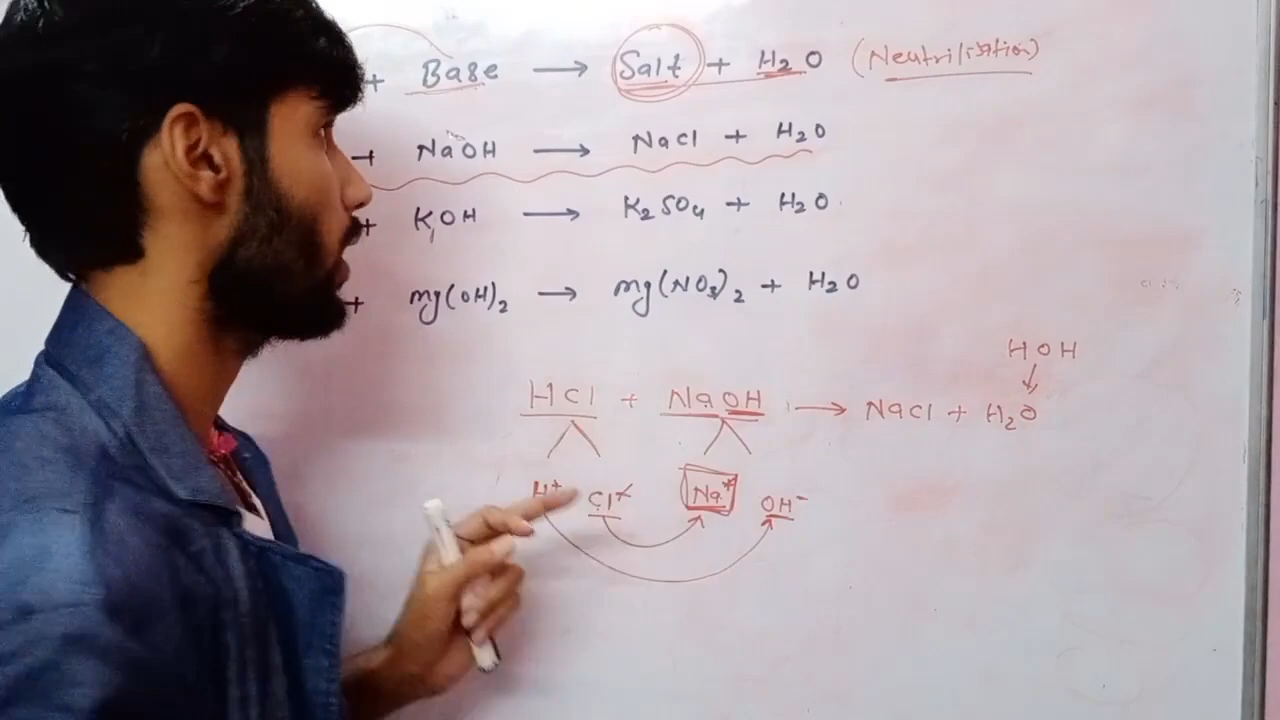 + Base → Salt + H2O (Neutrilisation)
+ NaOH → NaCl + H2O
+ KOH → K2SO4 + H2O
+ mg(OH)2 → mg(NO3)2 + H2O
HOH
↓
HCl + NaOH → NaCl + H2O
H+ Cl- Na+ OH-